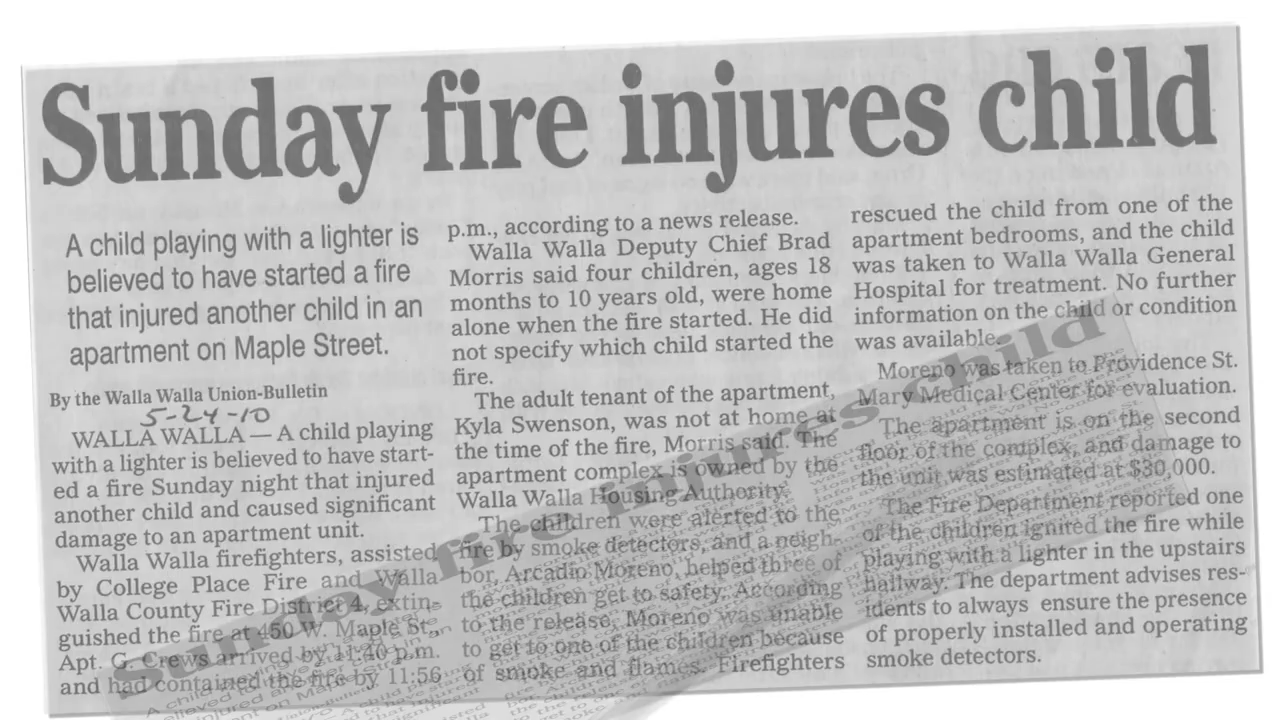 Sunday fire injures child
A child playing with a lighter is
believed to have started a fire
that injured another child in an
apartment on Maple Street.
By the Walla Walla Union-Bulletin
5-24-10
WALLA WALLA — A child playing
with a lighter is believed to have start-
ed a fire Sunday night that injured
another child and caused significant
damage to an apartment unit.
Walla Walla firefighters, assisted
by College Place Fire and Walla
Walla County Fire District 4, extin-
guished the fire at 450 W. Maple St.,
Apt. G. Crews arrived by 11:40 p.m.
and had contained the fire by 11:56
p.m., according to a news release.
Walla Walla Deputy Chief Brad
Morris said four children, ages 18
months to 10 years old, were home
alone when the fire started. He did
not specify which child started the
fire.
The adult tenant of the apartment,
Kyla Swenson, was not at home at
the time of the fire, Morris said. The
apartment complex is owned by the
Walla Walla Housing Authority.
The children were alerted to the
fire by smoke detectors, and a neigh-
bor, Arcadio Moreno, helped three of
the children get to safety. According
to the release, Moreno was unable
to get to one of the children because
of smoke and flames. Firefighters
rescued the child from one of the
apartment bedrooms, and the child
was taken to Walla Walla General
Hospital for treatment. No further
information on the child or condition
was available.
Moreno was taken to Providence St.
Mary Medical Center for evaluation.
The apartment is on the second
floor of the complex, and damage to
the unit was estimated at $30,000.
The Fire Department reported one
of the children ignited the fire while
playing with a lighter in the upstairs
hallway. The department advises res-
idents to always ensure the presence
of properly installed and operating
smoke detectors.
Sunday fire injures child